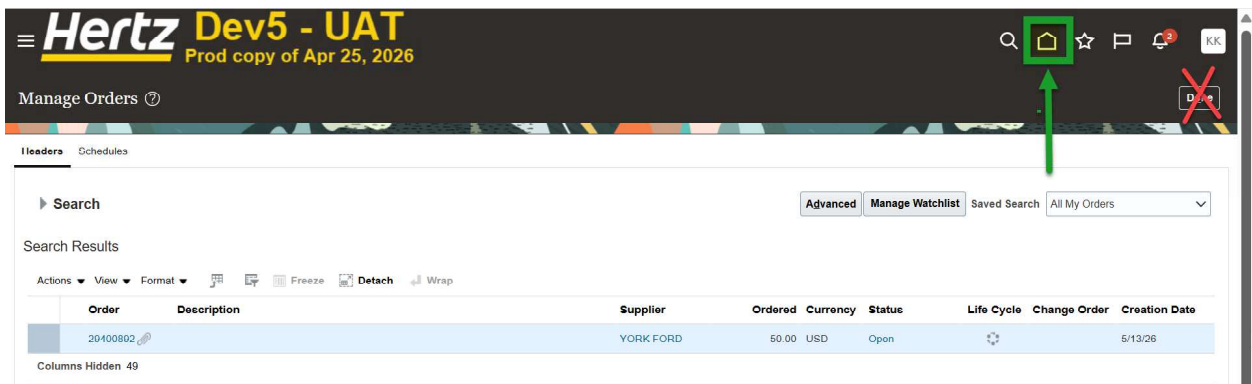 Hertz Dev5 - UAT
Prod copy of Apr 25, 2026
2
KK
Manage Orders ?
Done
Headers Schedules
Search
Advanced Manage Watchlist Saved Search All My Orders
Search Results
Actions View Format Freeze Detach Wrap
Order Description Supplier Ordered Currency Status Life Cycle Change Order Creation Date
20400802 YORK FORD 50.00 USD Open 5/13/26
Columns Hidden 49